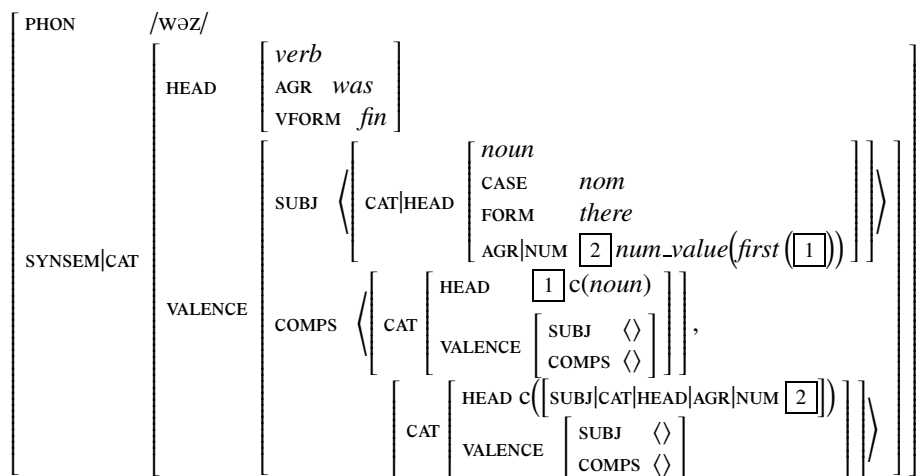 PHON /wəz/
SYNSEM|CAT
HEAD
verb
AGR was
VFORM fin
VALENCE
SUBJ ⟨ CAT|HEAD
noun
CASE nom
FORM there
AGR|NUM 2 num_value(first(1)) ⟩
COMPS ⟨ CAT
HEAD 1 c(noun)
VALENCE
SUBJ ⟨⟩
COMPS ⟨⟩ ,
CAT
HEAD c([SUBJ|CAT|HEAD|AGR|NUM 2])
VALENCE
SUBJ ⟨⟩
COMPS ⟨⟩ ⟩